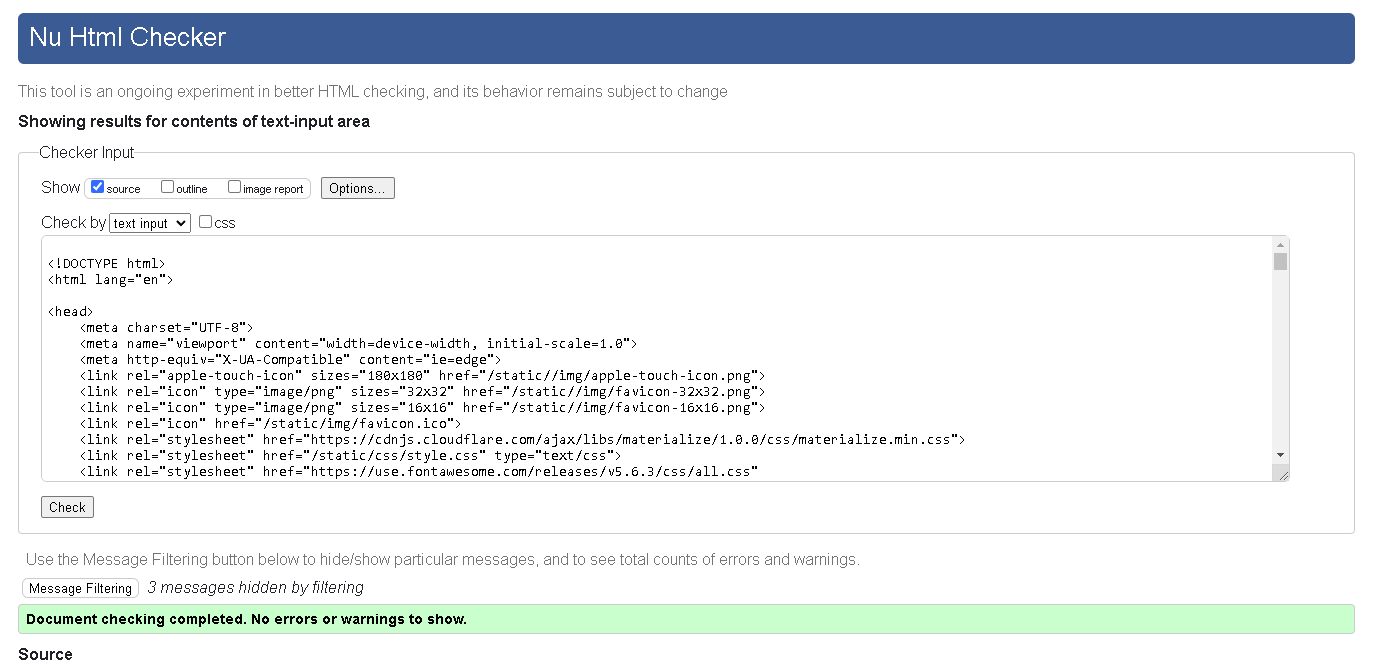 Nu Html Checker
This tool is an ongoing experiment in better HTML checking, and its behavior remains subject to change
Showing results for contents of text-input area
Checker Input
Show source outline image report Options...
Check by text input css
<!DOCTYPE html>
<html lang="en">
<head>
<meta charset="UTF-8">
<meta name="viewport" content="width=device-width, initial-scale=1.0">
<meta http-equiv="X-UA-Compatible" content="ie=edge">
<link rel="apple-touch-icon" sizes="180x180" href="/static//img/apple-touch-icon.png">
<link rel="icon" type="image/png" sizes="32x32" href="/static//img/favicon-32x32.png">
<link rel="icon" type="image/png" sizes="16x16" href="/static//img/favicon-16x16.png">
<link rel="icon" href="/static/img/favicon.ico">
<link rel="stylesheet" href="https://cdnjs.cloudflare.com/ajax/libs/materialize/1.0.0/css/materialize.min.css">
<link rel="stylesheet" href="/static/css/style.css" type="text/css">
<link rel="stylesheet" href="https://use.fontawesome.com/releases/v5.6.3/css/all.css"
Check
Use the Message Filtering button below to hide/show particular messages, and to see total counts of errors and warnings.
Message Filtering 3 messages hidden by filtering
Document checking completed. No errors or warnings to show.
Source